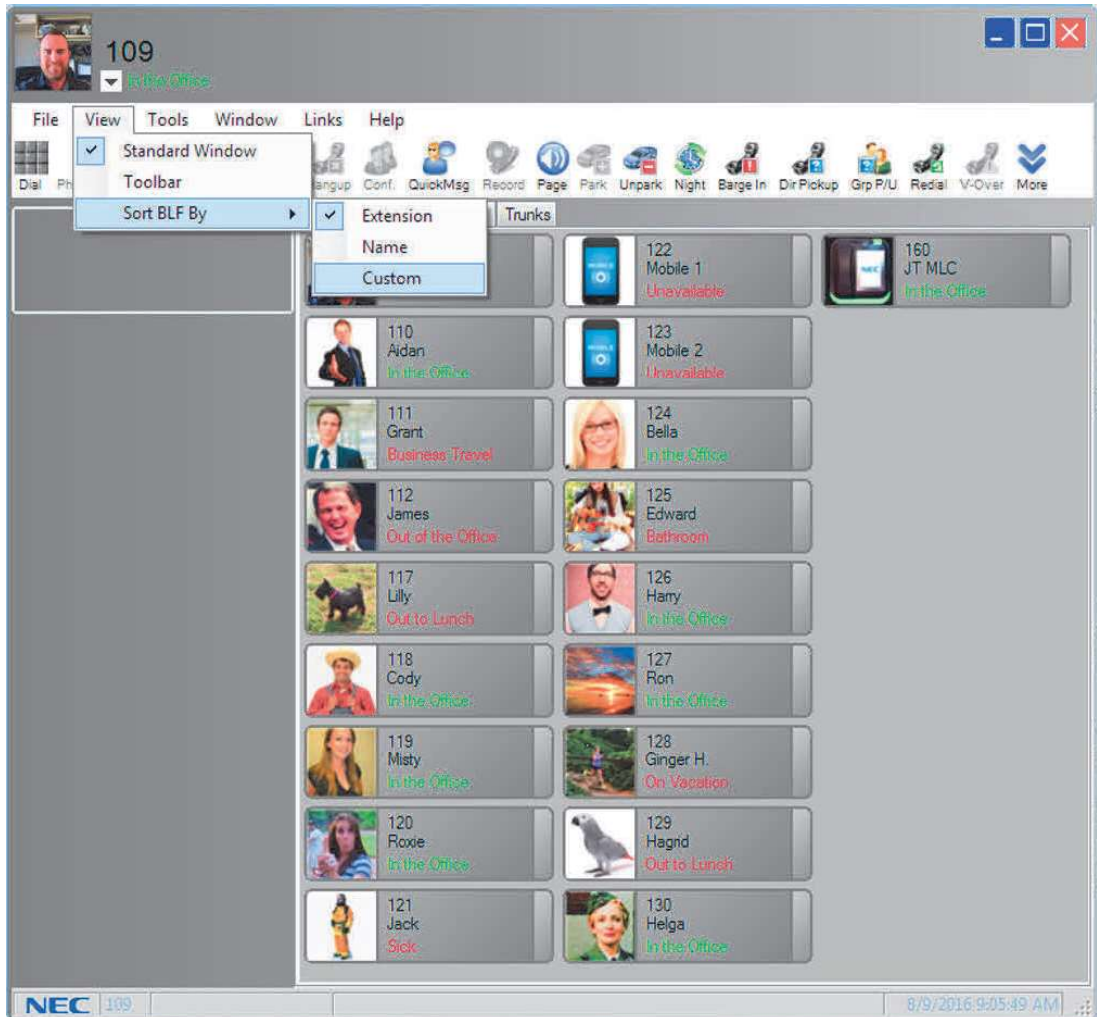 109
In the Office
File View Tools Window Links Help
Standard Window
Toolbar
Sort BLF By
Extension
Name
Custom
Dial
Conf. QuickMsg Record Page Park Unpark Night Barge In Dir Pickup Grp P/U Redial V-Over More
Trunks
122
Mobile 1
Unavailable
160
NEC
JT MLC
In the Office
110
Aidan
In the Office
123
Mobile 2
Unavailable
111
Grant
Business Travel
124
Bella
In the Office
112
James
Out of the Office
125
Edward
Bathroom
117
Lilly
Out to Lunch
126
Harry
In the Office
118
Cody
In the Office
127
Ron
In the Office
119
Misty
In the Office
128
Ginger H.
On Vacation
120
Roxie
In the Office
129
Hagrid
Out to Lunch
121
Jack
Sick
130
Helga
In the Office
NEC 109 8/9/2016 9:05:49 AM